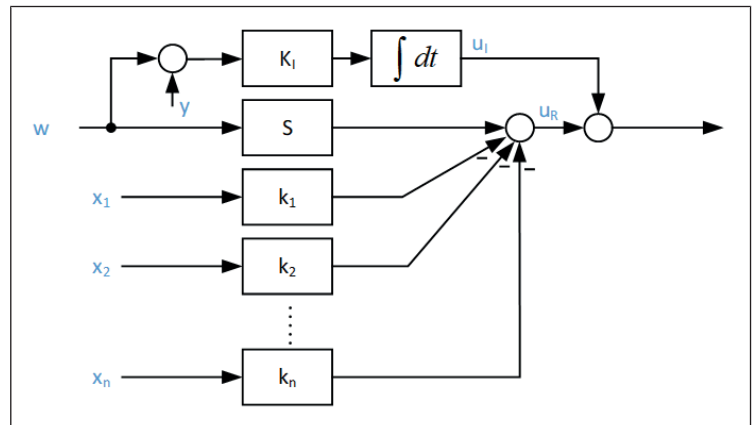 K_I
∫ dt
u_I
y
w
S
u_R
−
−
−
x_1
k_1
x_2
k_2
x_n
k_n